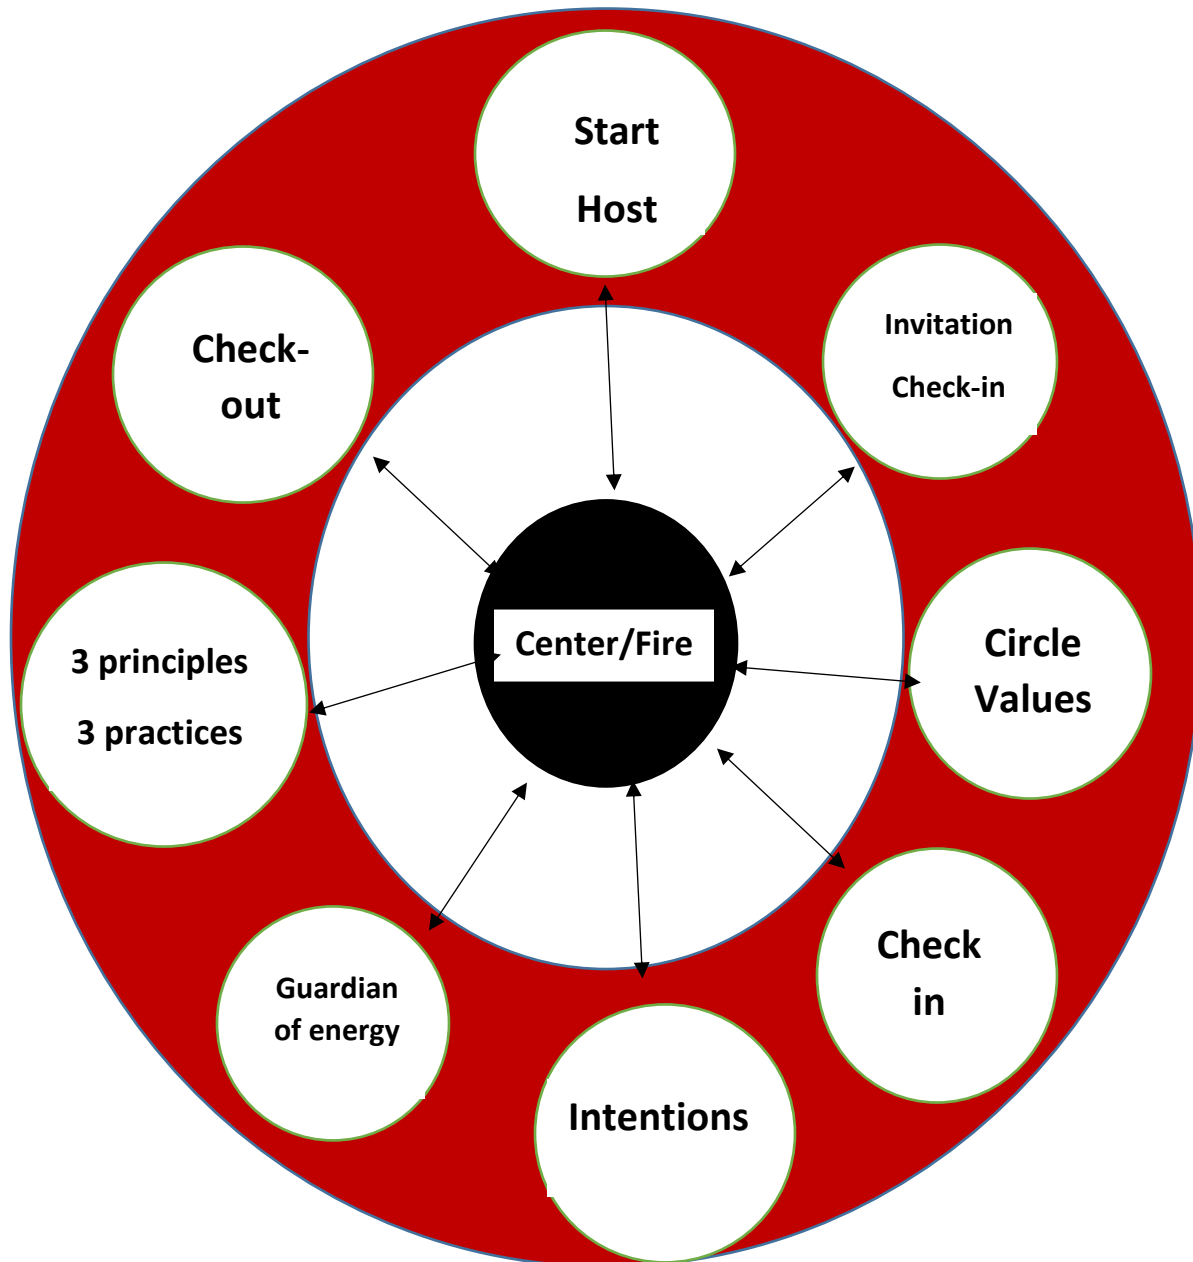 Start
Host
Invitation
Check-in
Circle
Values
Check
in
Intentions
Guardian
of energy
3 principles
3 practices
Check-
out
Center/Fire